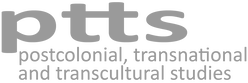 ptts
postcolonial, transnational
and transcultural studies